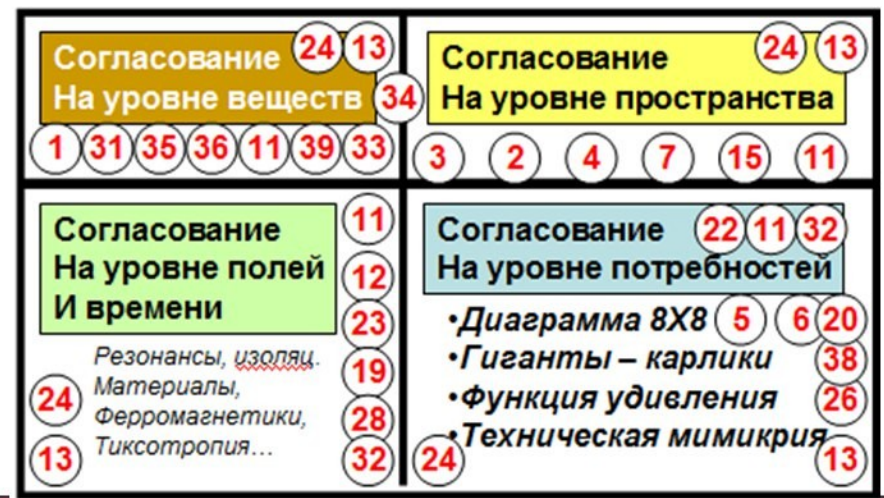 Согласование 24 13
На уровне веществ 34
1 31 35 36 11 39 33
Согласование 24 13
На уровне пространства
3 2 4 7 15 11
Согласование 11
На уровне полей 12
И времени 23
Резонансы, изоляц. 19
24 Материалы,
Ферромагнетики, 28
13 Тиксотропия... 32
Согласование 22 11 32
На уровне потребностей
•Диаграмма 8Х8 5 6 20
•Гиганты – карлики 38
•Функция удивления 26
•Техническая мимикрия
24 13